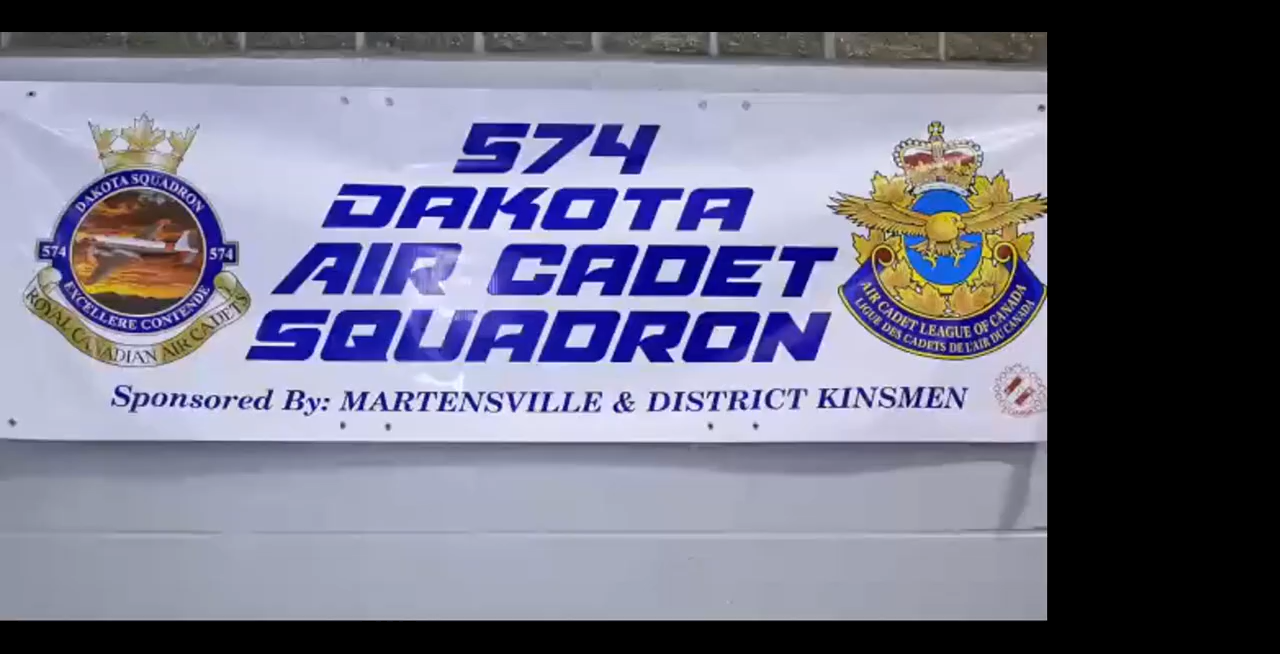 574
DAKOTA
AIR CADET
SQUADRON
Sponsored By: MARTENSVILLE & DISTRICT KINSMEN
DAKOTA SQUADRON
574 574
EXCELLERE CONTENDE
ROYAL CANADIAN AIR CADETS
AIR CADET LEAGUE OF CANADA
LIGUE DES CADETS DE L'AIR DU CANADA